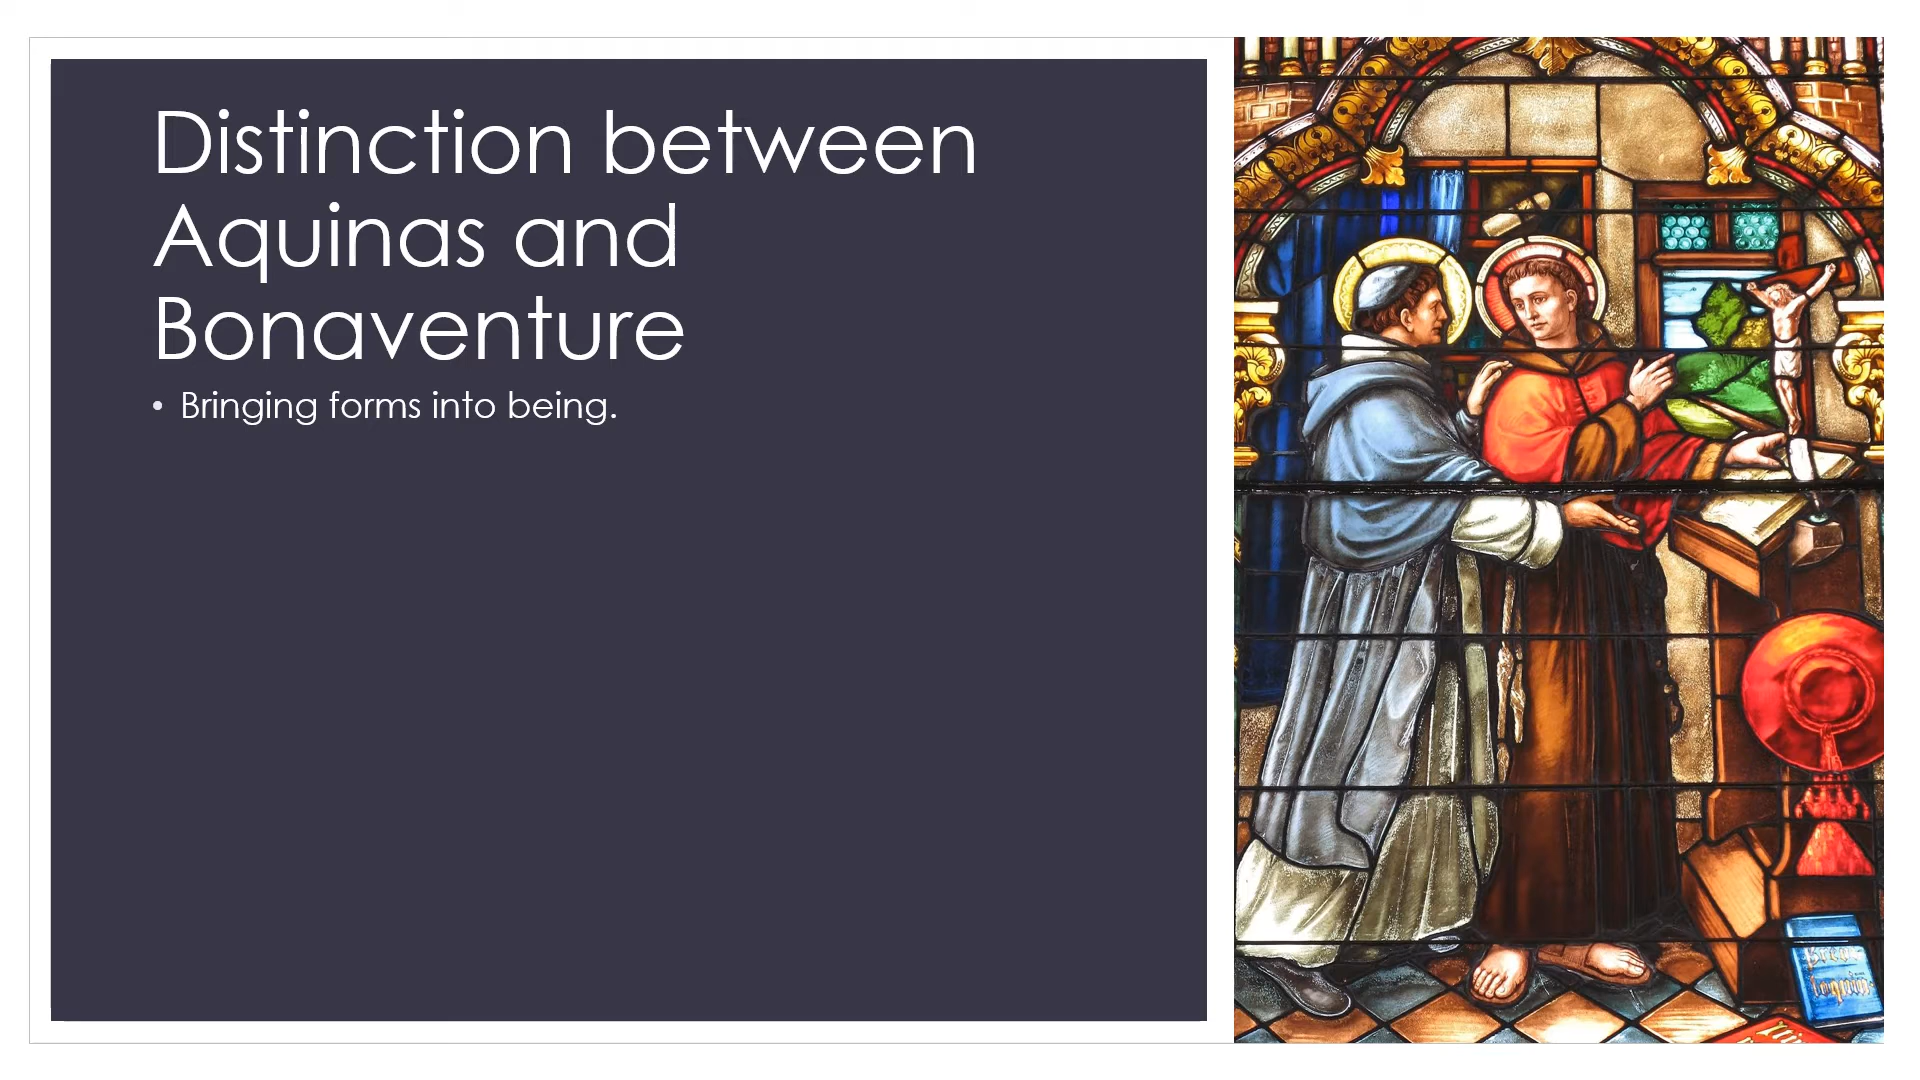 Distinction between
Aquinas and
Bonaventure
• Bringing forms into being.